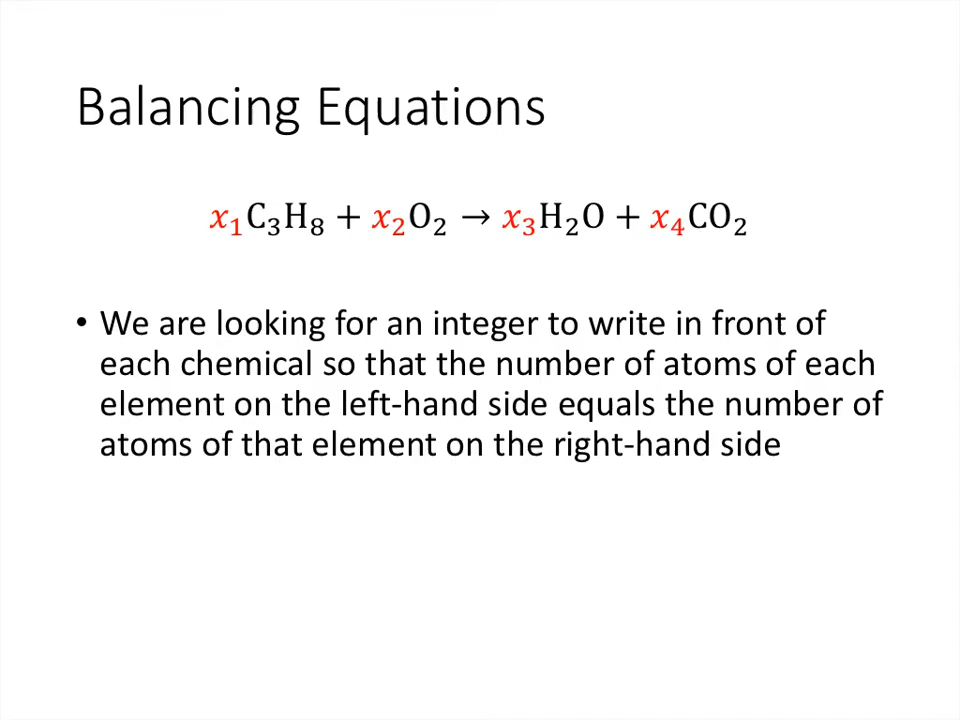 Balancing Equations
x₁C₃H₈ + x₂O₂ → x₃H₂O + x₄CO₂
• We are looking for an integer to write in front of
each chemical so that the number of atoms of each
element on the left-hand side equals the number of
atoms of that element on the right-hand side